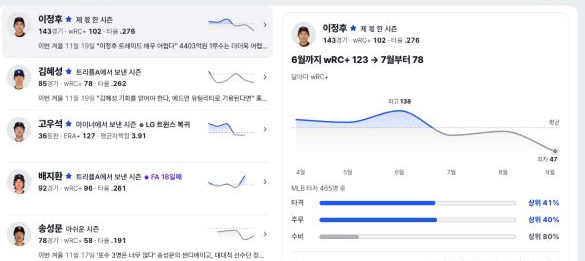 이정후 ★ 제 몫 한 시즌
143경기 · wRC+ 102 · 타율 .276
이번 겨울 11월 19일 "이정후 트레이드 매우 어렵다" 4403억원 1루수는 더더욱 어렵...
김혜성 ★ 트리플A에서 보낸 시즌
85경기 · wRC+ 78 · 타율 .262
이번 겨울 11월 19일 "김혜성 기회를 얻어야 한다, 에드먼 유틸리티로 기용된다면"
고우석 ★ 마이너에서 보낸 시즌 ● LG 트윈스 복귀
36등판 · ERA+ 127 · 평균자책점 3.91
배지환 ★ 트리플A에서 보낸 시즌 ● FA 18일째
92경기 · wRC+ 96 · 타율 .261
송성문 아쉬운 시즌
78경기 · wRC+ 58 · 타율 .191
이번 겨울 11월 17일 '포수 3명은 너무 많다' 송성문의 샌디에이고, 대대적 선수단 정...
이정후 ★ 제 몫 한 시즌
143경기 · wRC+ 102 · 타율 .276
6월까지 wRC+ 123 → 7월부터 78
달마다 wRC+
최고 138
평균
최저 47
4월 5월 6월 7월 8월 9월
MLB 타자 465명 중
타격 상위 41%
주루 상위 40%
수비 상위 80%